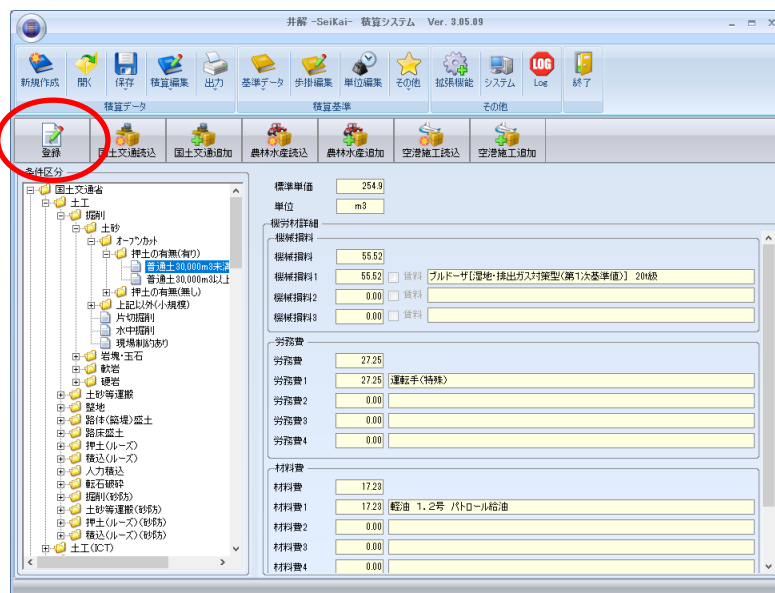 井解 -SeiKai- 積算システム Ver. 3.05.09
新規作成 開く 保存 積算編集 出力 基準データ 歩掛編集 単位編集 その他 拡張機能 システム Log 終了
LOG
積算データ 積算基準 その他
登録 国土交通読込 国土交通追加 農林水産読込 農林水産追加 空港施工読込 空港施工追加
条件区分
国土交通省
土工
掘削
土砂
オープンカット
押土の有無(有り)
普通土30,000m3未満
普通土30,000m3以上
押土の有無(無し)
上記以外(小規模)
片切掘削
水中掘削
現場制約あり
岩塊・玉石
軟岩
硬岩
土砂等運搬
整地
路体(築堤)盛土
路床盛土
押土(ルーズ)
積込(ルーズ)
人力積込
転石破砕
掘削(砂防)
土砂等運搬(砂防)
押土(ルーズ)(砂防)
積込(ルーズ)(砂防)
土工(ICT)
標準単価 254.9
単位 m3
機労材詳細
機械損料
機械損料 55.52
機械損料1 55.52 賃料 ブルドーザ[湿地・排出ガス対策型(第1次基準値)] 20t級
機械損料2 0.00 賃料
機械損料3 0.00 賃料
労務費
労務費 27.25
労務費1 27.25 運転手(特殊)
労務費2 0.00
労務費3 0.00
労務費4 0.00
材料費
材料費 17.23
材料費1 17.23 軽油 1.2号 パトロール給油
材料費2 0.00
材料費3 0.00
材料費4 0.00